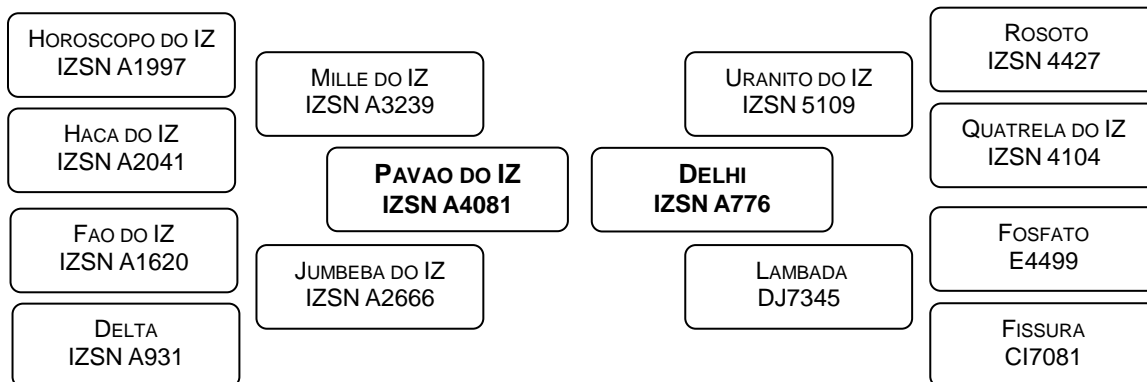 HOROSCOPO DO IZ
IZSN A1997
MILLE DO IZ
IZSN A3239
HACA DO IZ
IZSN A2041
PAVAO DO IZ
IZSN A4081
FAO DO IZ
IZSN A1620
JUMBEBA DO IZ
IZSN A2666
DELTA
IZSN A931
ROSOTO
IZSN 4427
URANITO DO IZ
IZSN 5109
QUATRELA DO IZ
IZSN 4104
DELHI
IZSN A776
FOSFATO
E4499
LAMBADA
DJ7345
FISSURA
CI7081